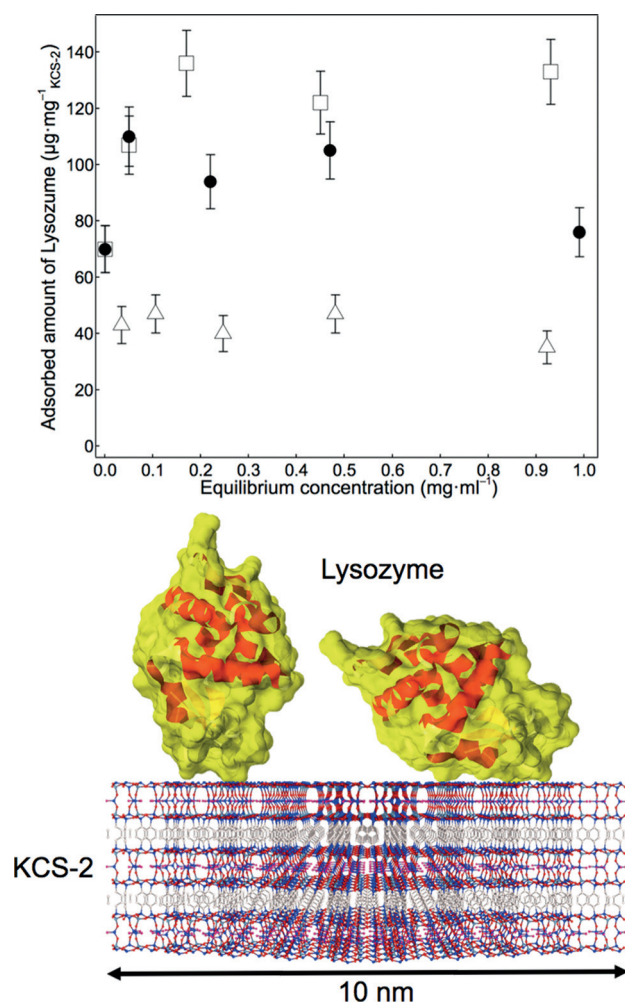 Adsorbed amount of Lysozume (µg·mg⁻¹KCS-2)
140
120
100
80
60
40
20
0
0.0 0.1 0.2 0.3 0.4 0.5 0.6 0.7 0.8 0.9 1.0
Equilibrium concentration (mg·ml⁻¹)
Lysozyme
KCS-2
10 nm